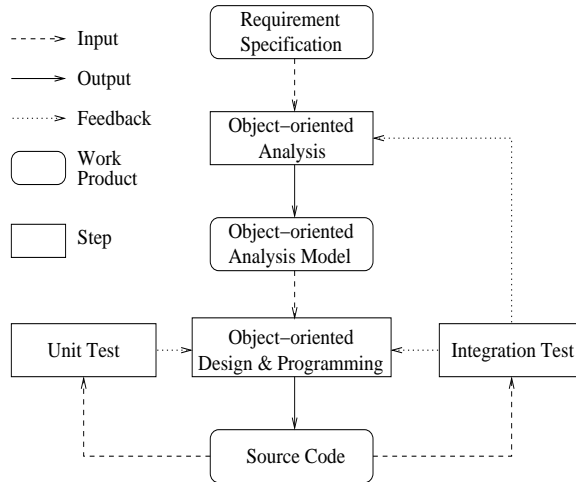 Input
Output
Feedback
Work
Product
Step
Requirement
Specification
Object−oriented
Analysis
Object−oriented
Analysis Model
Unit Test
Object−oriented
Design & Programming
Integration Test
Source Code